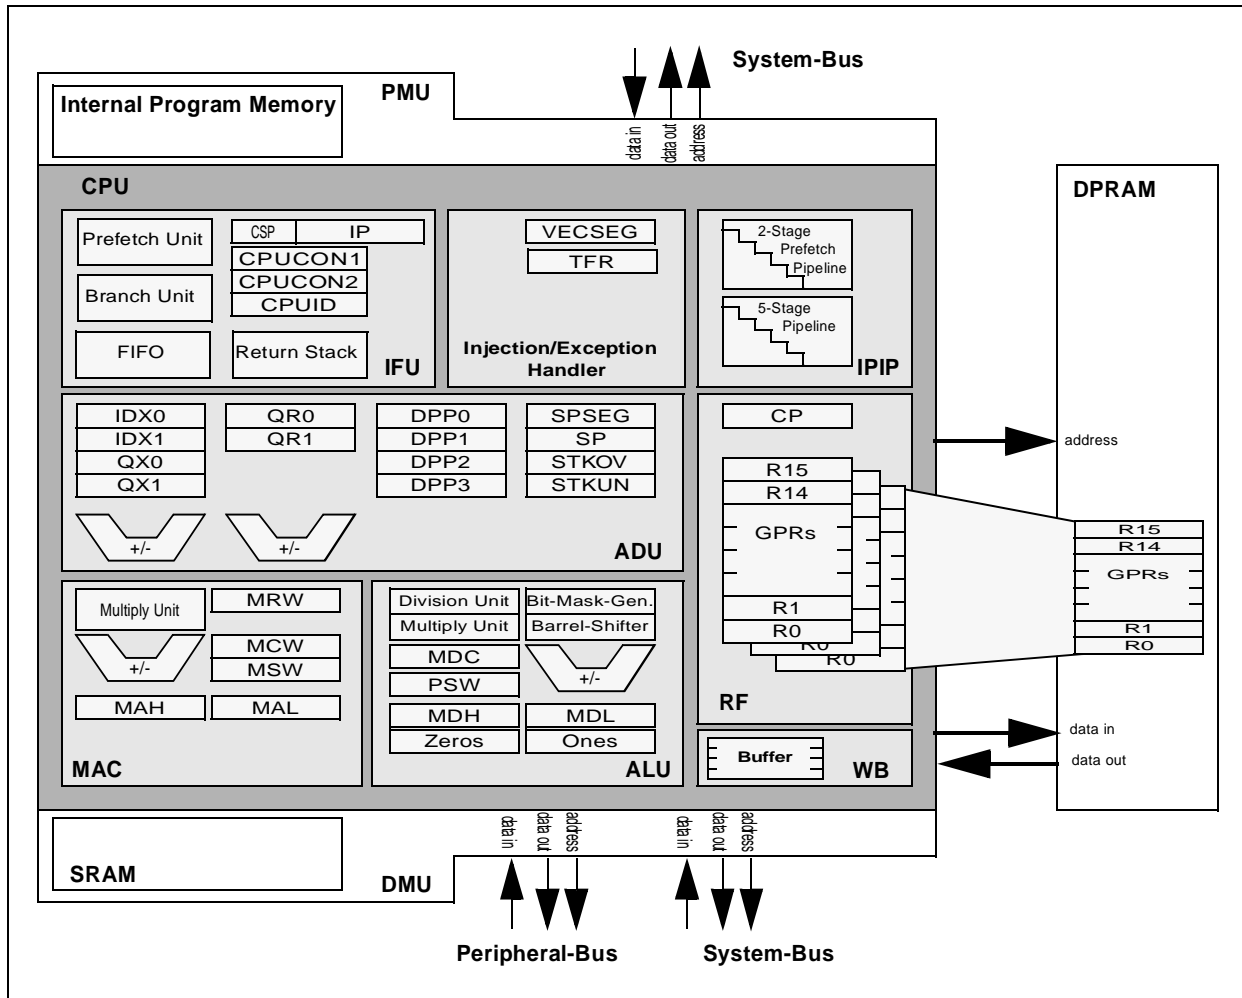 System-Bus
PMU
Internal Program Memory
data in
data out
address
CPU
DPRAM
Prefetch Unit
CSP
IP
CPUCON1
CPUCON2
CPUID
Branch Unit
FIFO
Return Stack
IFU
VECSEG
TFR
Injection/Exception
Handler
2-Stage
Prefetch
Pipeline
5-Stage
Pipeline
IPIP
IDX0
IDX1
QX0
QX1
QR0
QR1
DPP0
DPP1
DPP2
DPP3
SPSEG
SP
STKOV
STKUN
+/-
+/-
ADU
CP
R15
R14
GPRs
R1
R0
R0
R0
RF
address
R15
R14
GPRs
R1
R0
Multiply Unit
MRW
+/-
MCW
MSW
MAH
MAL
MAC
Division Unit
Bit-Mask-Gen.
Multiply Unit
Barrel-Shifter
MDC
PSW
+/-
MDH
MDL
Zeros
Ones
ALU
Buffer
WB
data in
data out
SRAM
DMU
data in
data out
address
data in
data out
address
Peripheral-Bus
System-Bus